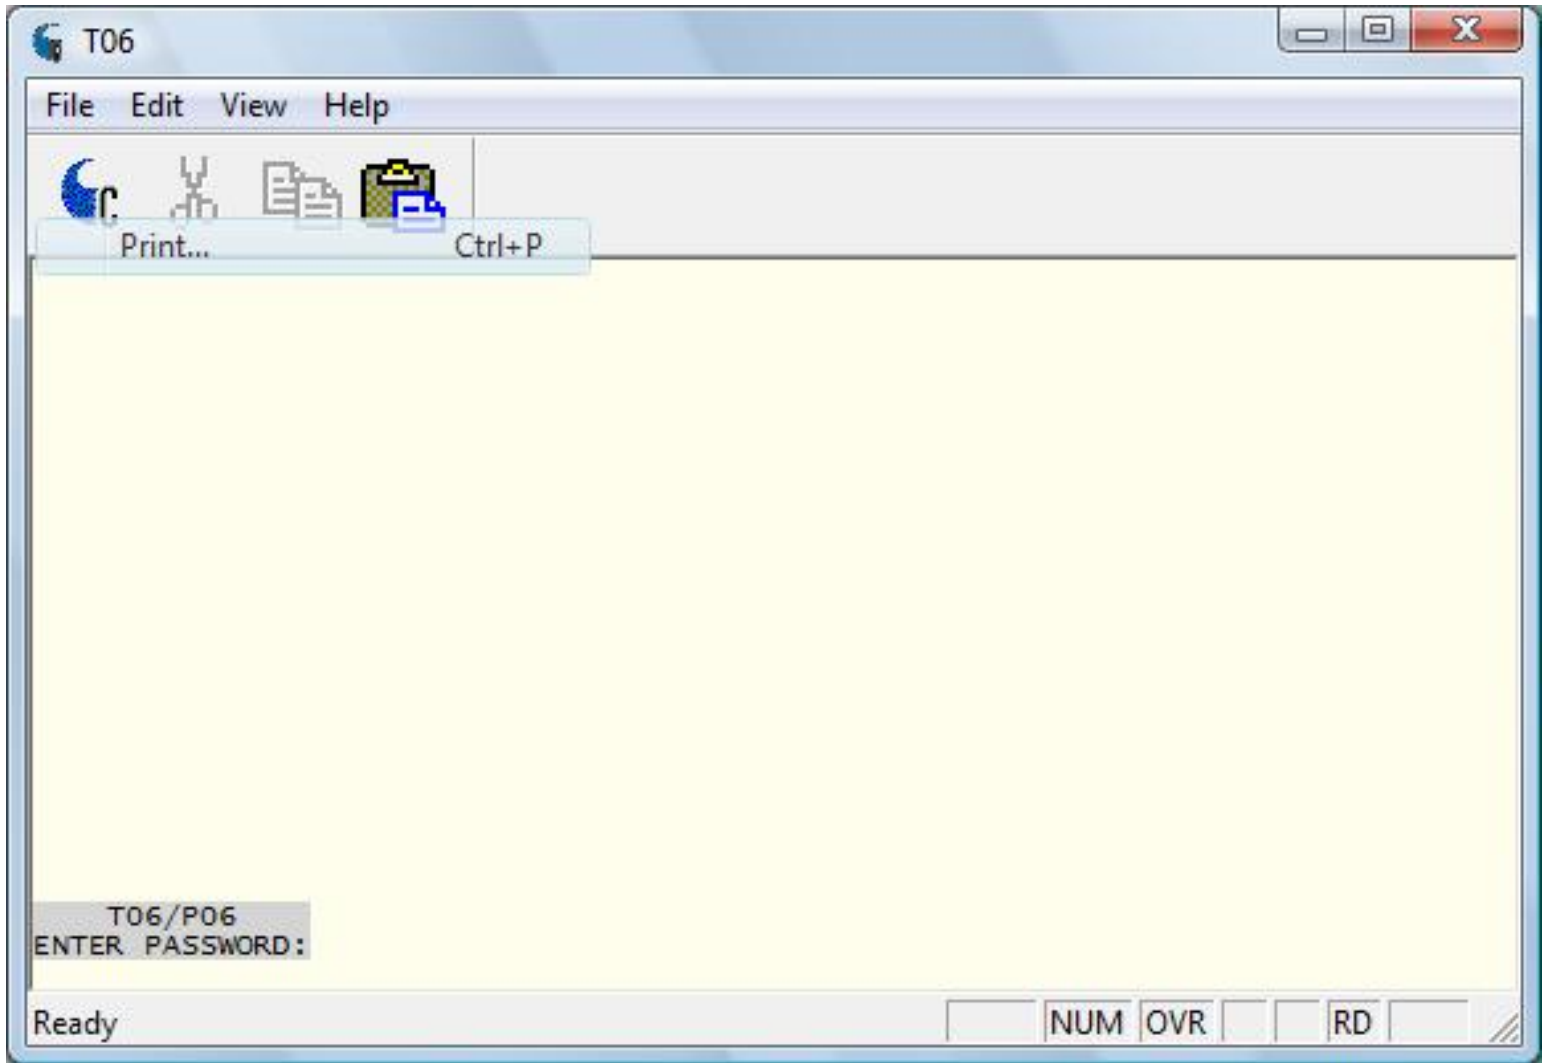 T06
File Edit View Help
C
Print... Ctrl+P
T06/P06
ENTER PASSWORD:
Ready NUM OVR RD